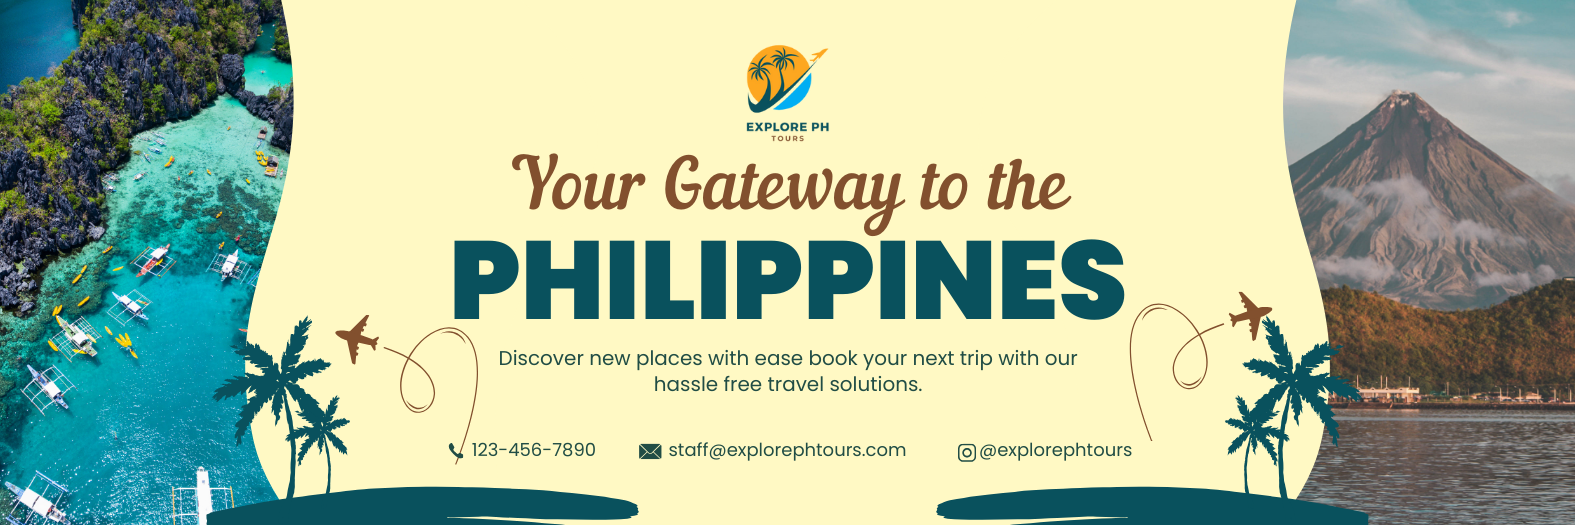 EXPLORE PH
TOURS
Your Gateway to the
PHILIPPINES
Discover new places with ease book your next trip with our
hassle free travel solutions.
123-456-7890 staff@explorephtours.com @explorephtours